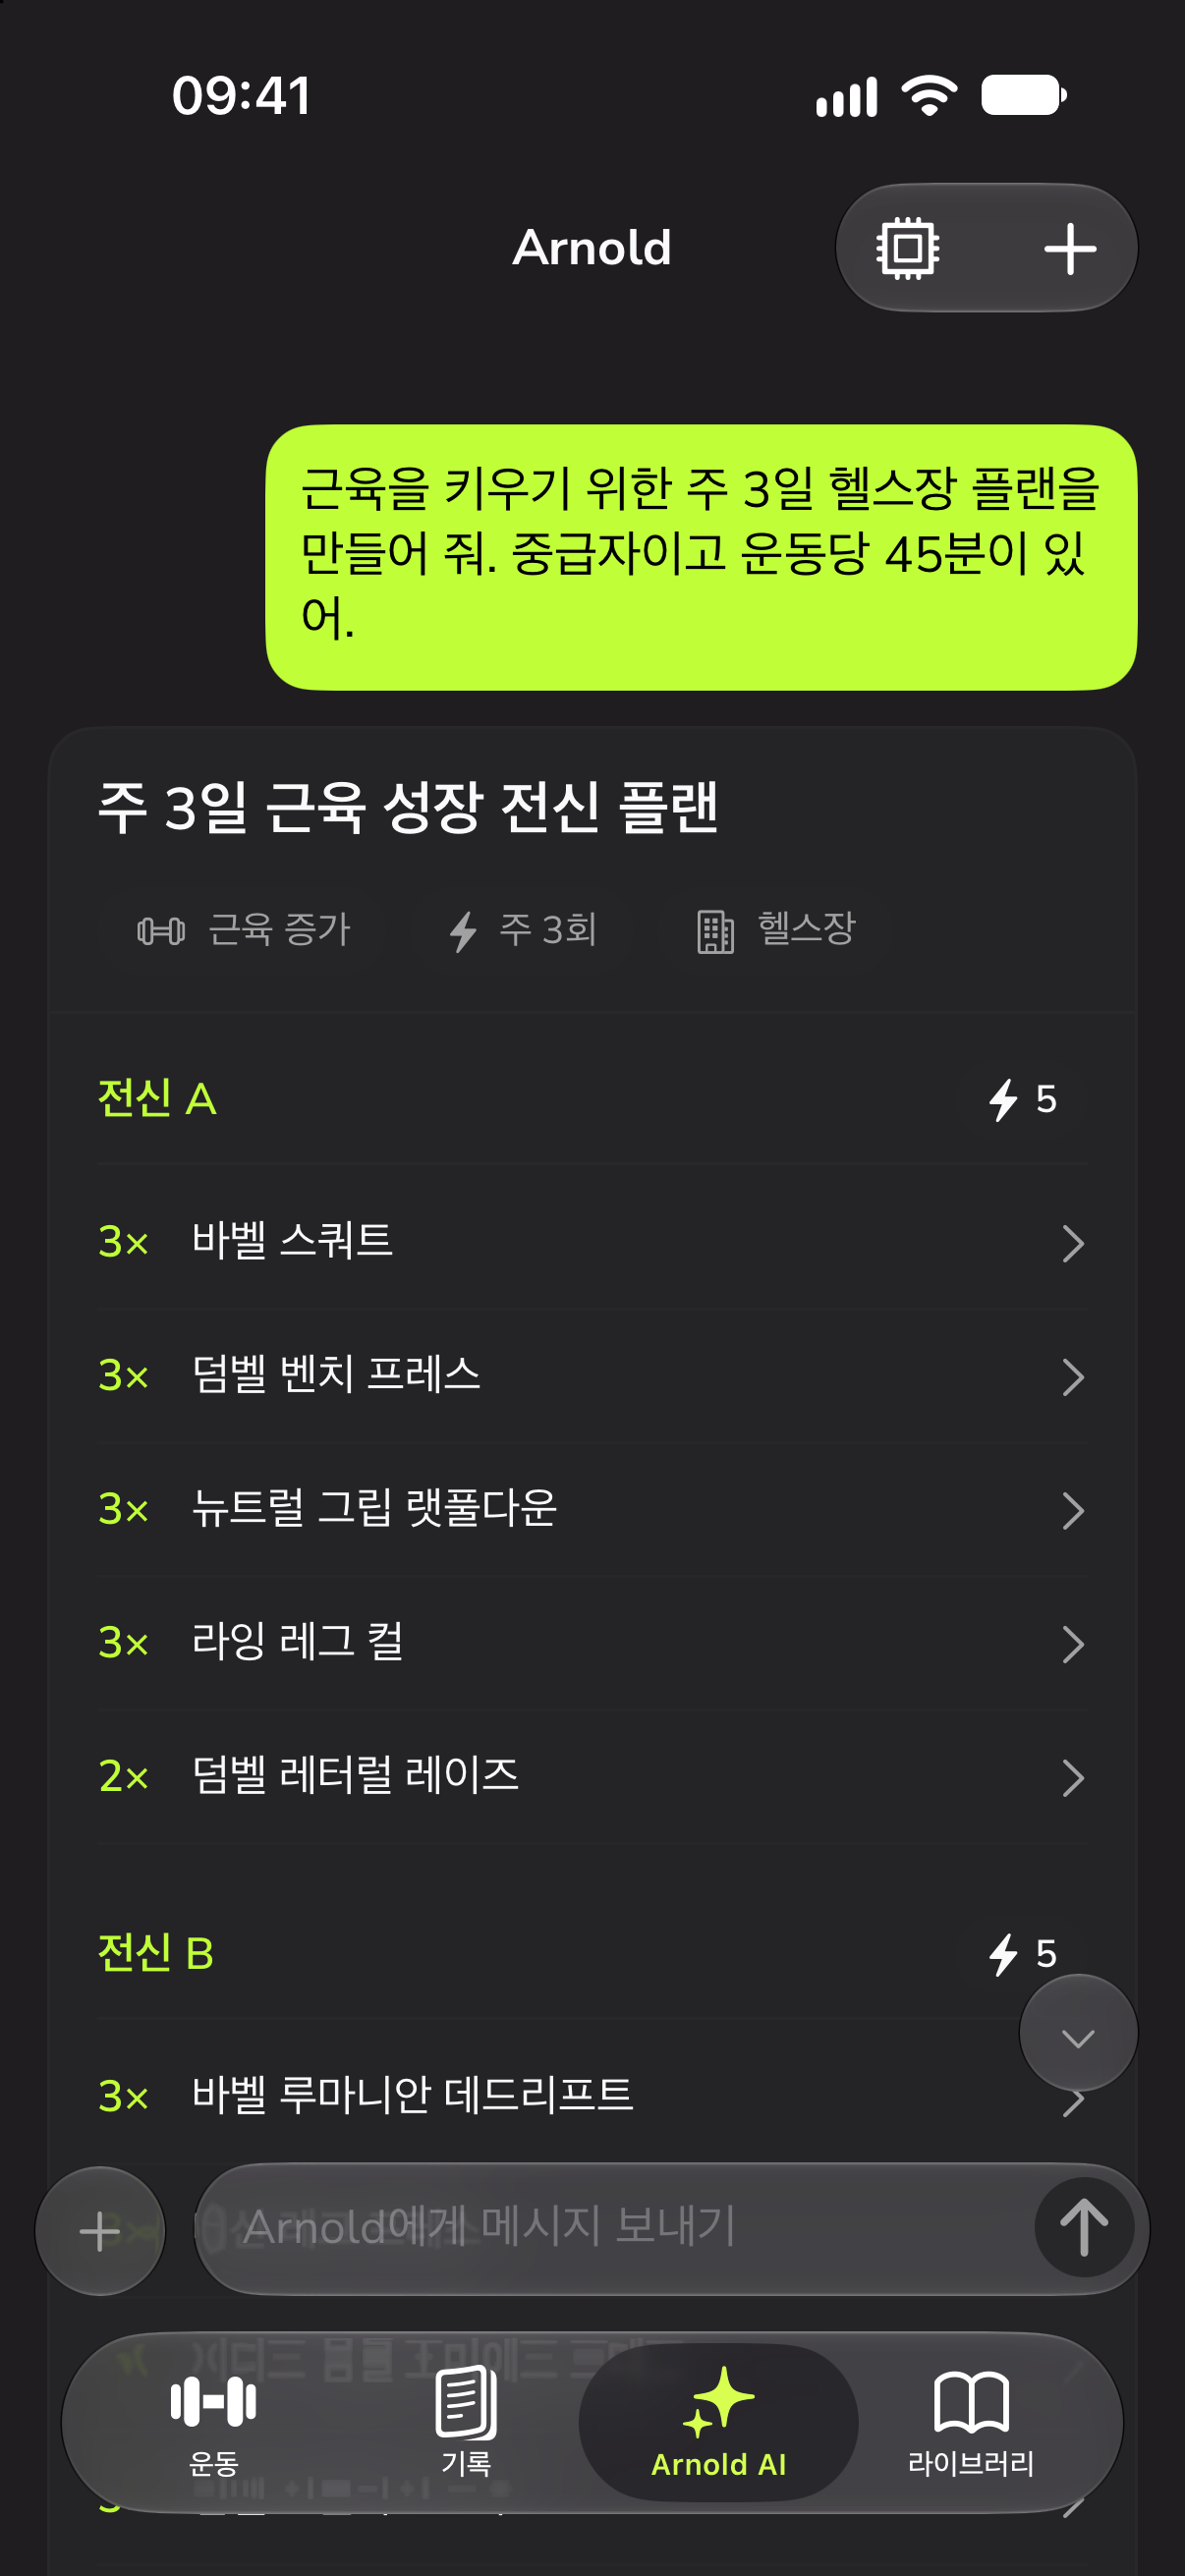 09:41
Arnold
근육을 키우기 위한 주 3일 헬스장 플랜을
만들어 줘. 중급자이고 운동당 45분이 있
어.
주 3일 근육 성장 전신 플랜
근육 증가
주 3회
헬스장
전신 A
5
3× 바벨 스쿼트
3× 덤벨 벤치 프레스
3× 뉴트럴 그립 랫풀다운
3× 라잉 레그 컬
2× 덤벨 레터럴 레이즈
전신 B
5
3× 바벨 루마니안 데드리프트
Arnold에게 메시지 보내기
운동
기록
Arnold AI
라이브러리